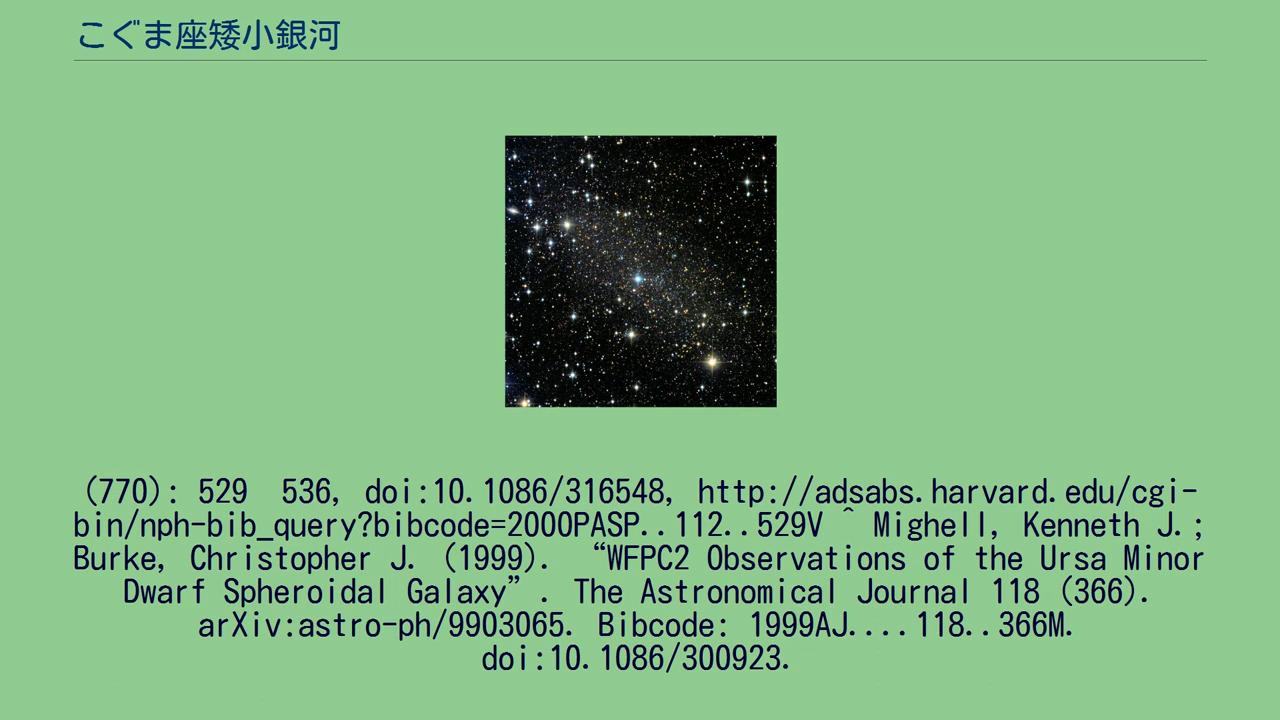 こぐま座矮小銀河
(770): 529  536, doi:10.1086/316548, http://adsabs.harvard.edu/cgi-
bin/nph-bib_query?bibcode=2000PASP..112..529V ^ Mighell, Kenneth J.;
Burke, Christopher J. (1999). “WFPC2 Observations of the Ursa Minor
Dwarf Spheroidal Galaxy”. The Astronomical Journal 118 (366).
arXiv:astro-ph/9903065. Bibcode: 1999AJ....118..366M.
doi:10.1086/300923.